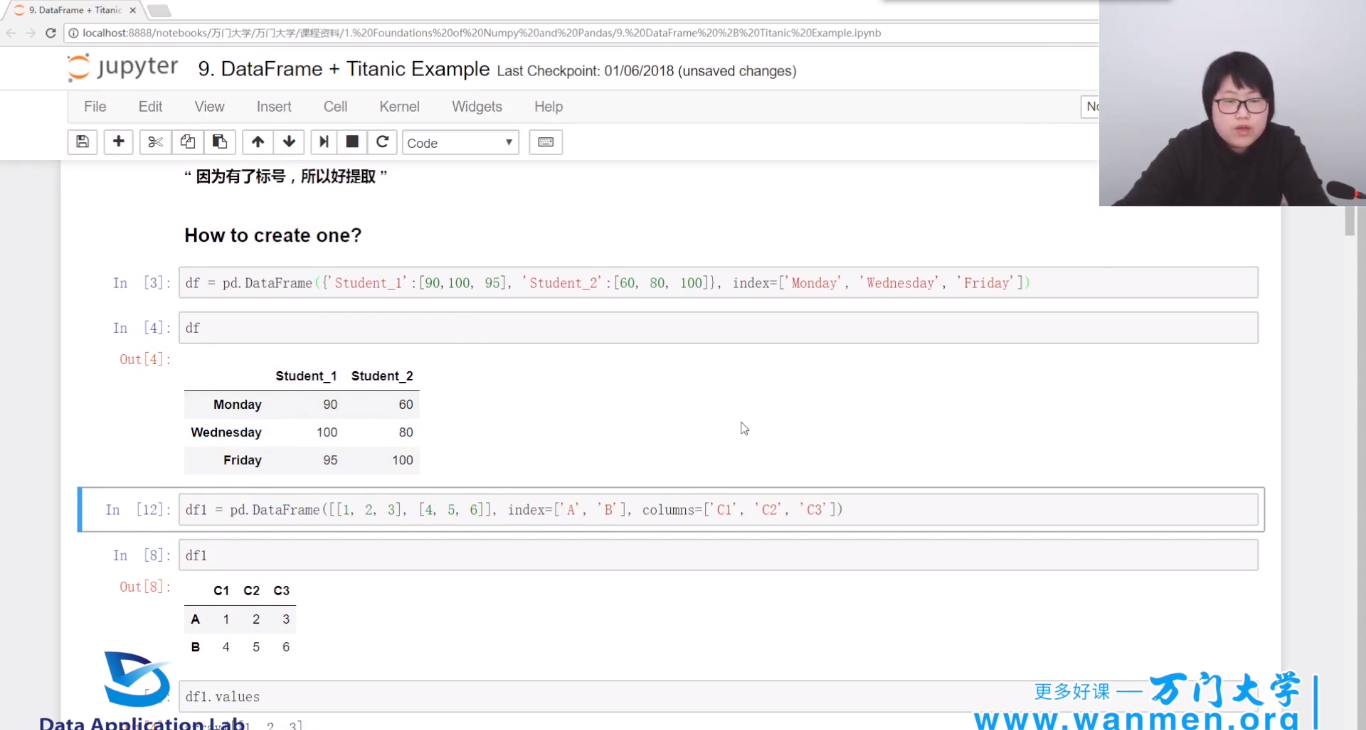 9. DataFrame + Titanic
localhost:8888/notebooks/万门大学/万门大学/课程资料/1.%20Foundations%20of%20Numpy%20and%20Pandas/9.%20DataFrame%20%2B%20Titanic%20Example.ipynb
jupyter 9. DataFrame + Titanic Example Last Checkpoint: 01/06/2018 (unsaved changes)
File Edit View Insert Cell Kernel Widgets Help
Code
“ 因为有了标号，所以好提取 ”
How to create one?
In [3]: df = pd.DataFrame({'Student_1':[90,100, 95], 'Student_2':[60, 80, 100]}, index=['Monday', 'Wednesday', 'Friday'])
In [4]: df
Out[4]:
Student_1 Student_2
Monday 90 60
Wednesday 100 80
Friday 95 100
In [12]: df1 = pd.DataFrame([[1, 2, 3], [4, 5, 6]], index=['A', 'B'], columns=['C1', 'C2', 'C3'])
In [8]: df1
Out[8]:
C1 C2 C3
A 1 2 3
B 4 5 6
df1.values
更多好课 — 万门大学
Data Application Lab
www.wanmen.org